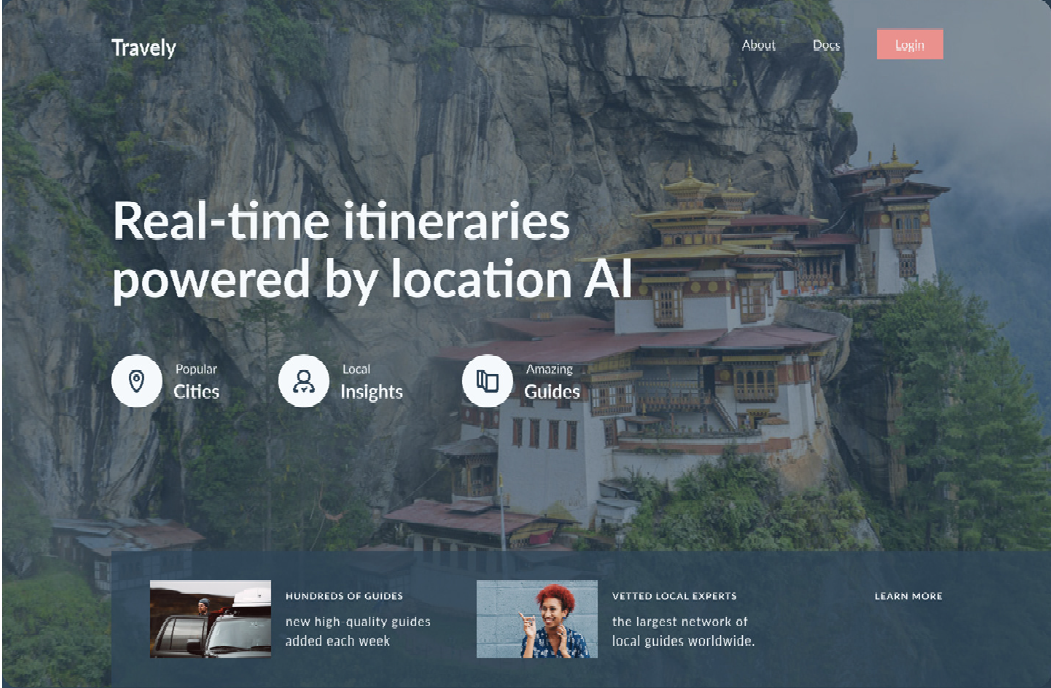 Travely
About
Docs
Login
Real-time itineraries
powered by location AI
Popular
Cities
Local
Insights
Amazing
Guides
HUNDREDS OF GUIDES
new high-quality guides
added each week
VETTED LOCAL EXPERTS
the largest network of
local guides worldwide.
LEARN MORE